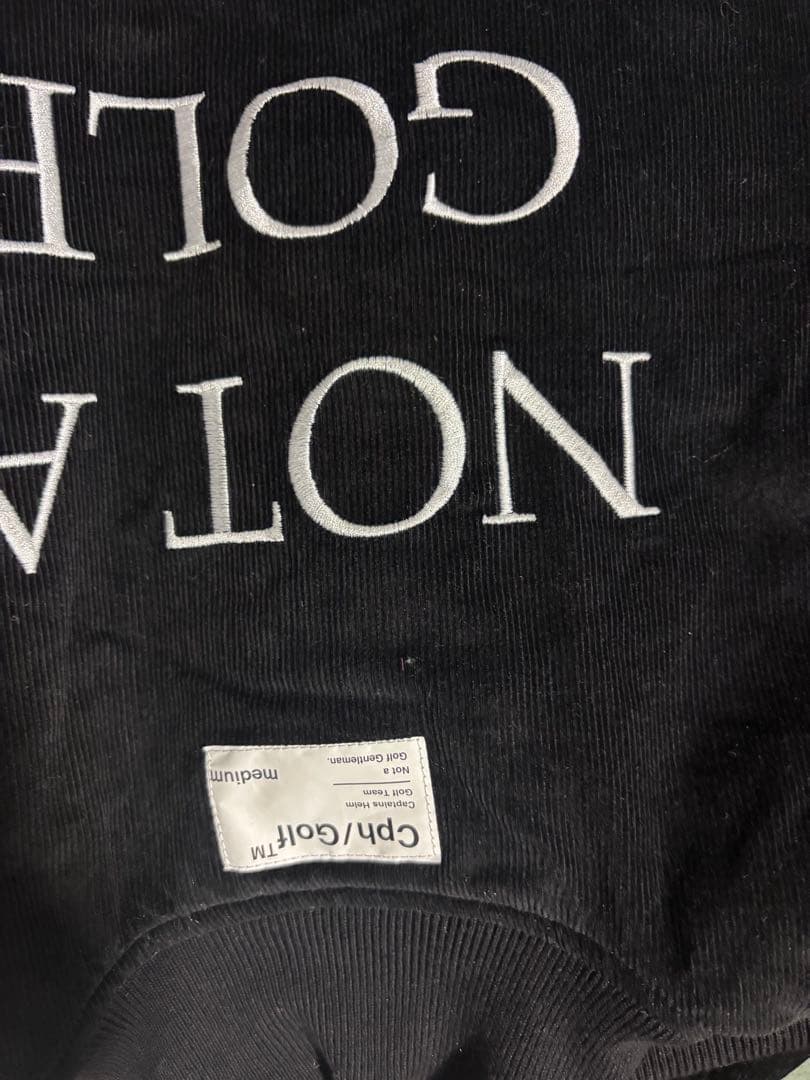 Cph/Golf™
Captains Helm
Golf Team
Not a medium
Golf Gentleman.
NOT A
GOLF